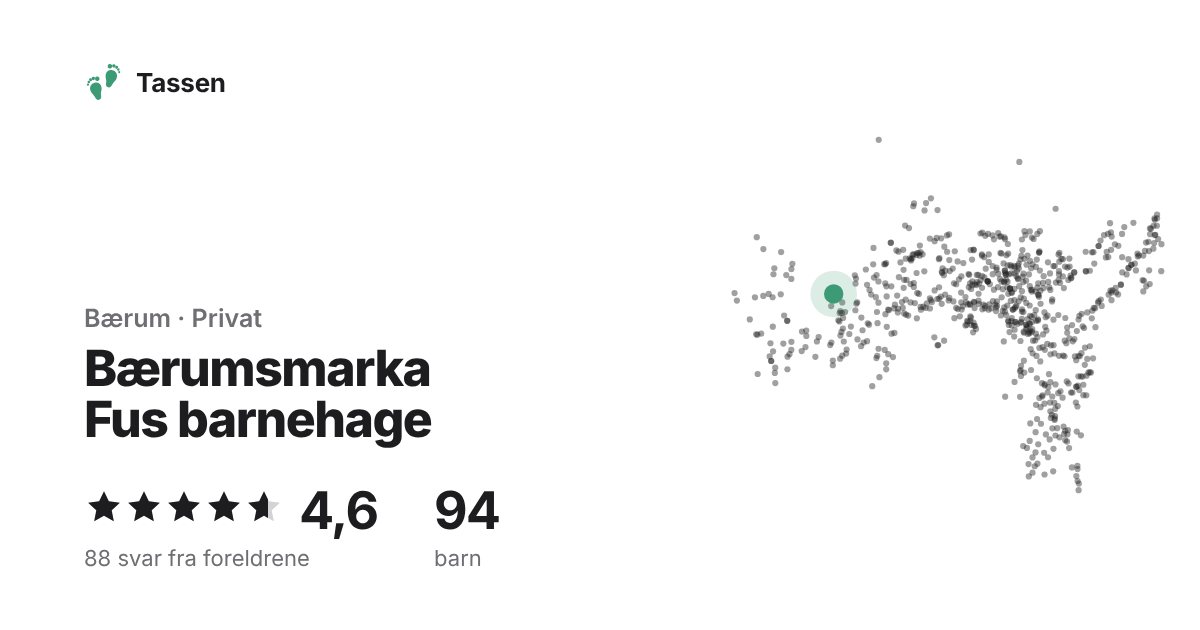 Tassen
Bærum · Privat
Bærumsmarka
Fus barnehage
4,6
94
88 svar fra foreldrene
barn